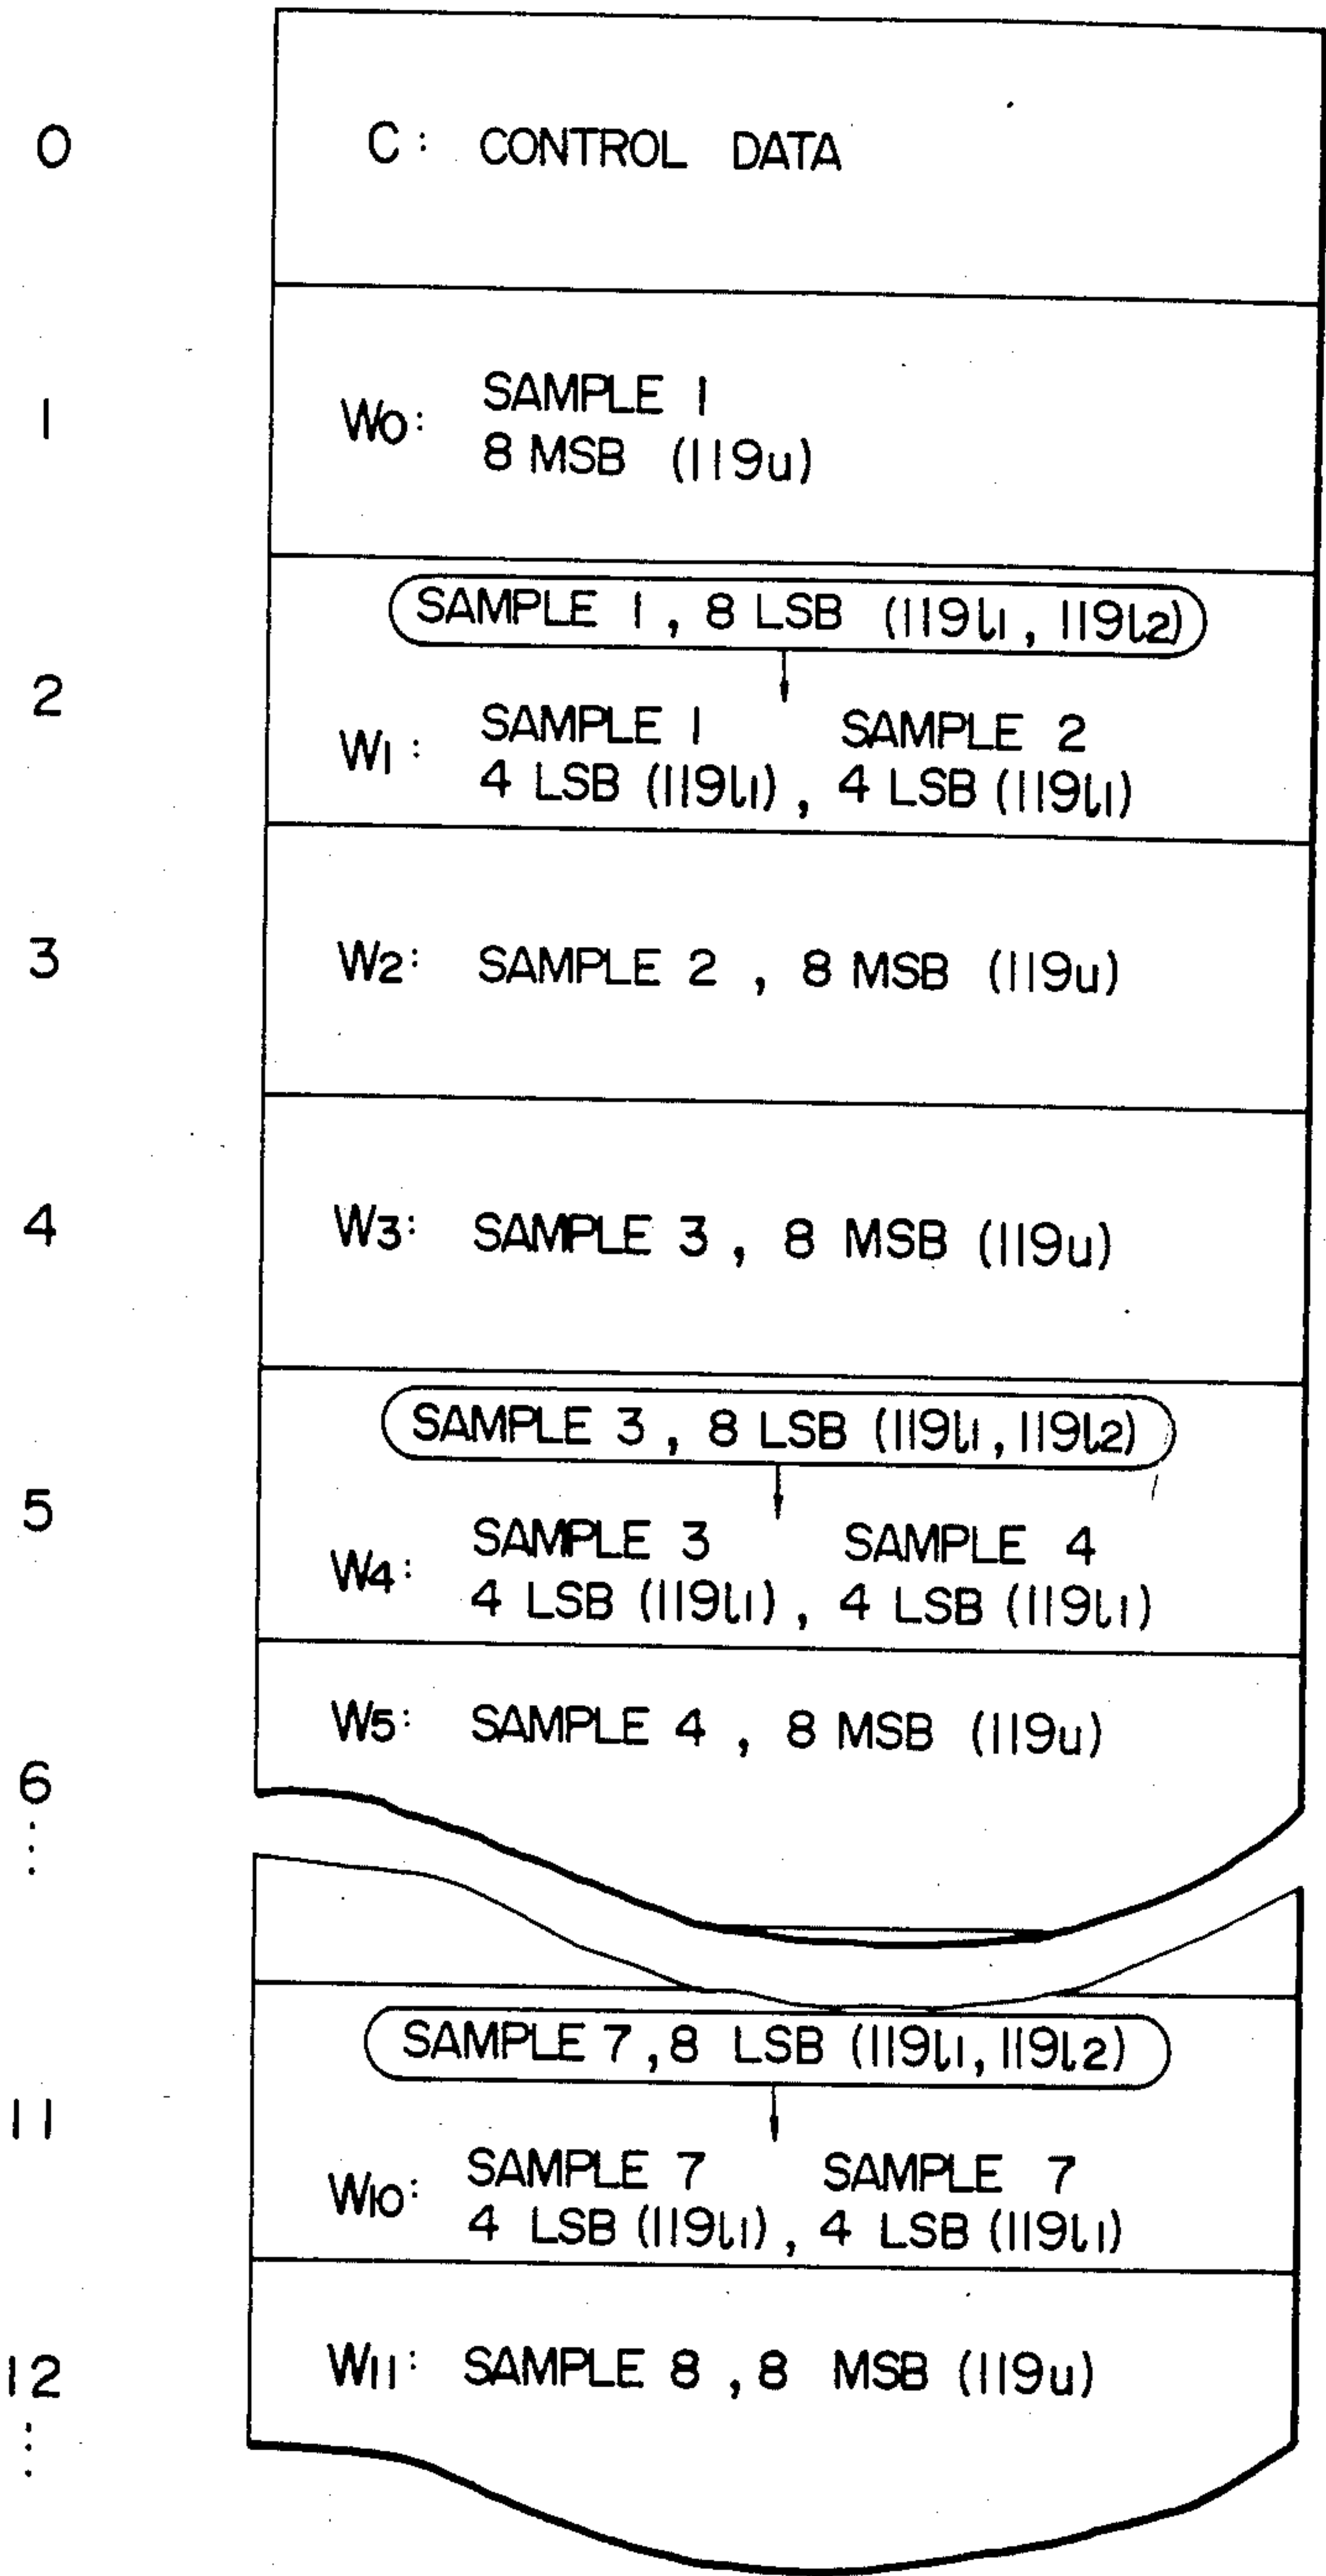 0
C: CONTROL DATA
1
W0: SAMPLE 1
8 MSB (119u)
SAMPLE 1, 8 LSB (119l1, 119l2)
2
W1: SAMPLE 1 SAMPLE 2
4 LSB (119l1), 4 LSB (119l1)
3
W2: SAMPLE 2, 8 MSB (119u)
4
W3: SAMPLE 3, 8 MSB (119u)
SAMPLE 3, 8 LSB (119l1, 119l2)
5
W4: SAMPLE 3 SAMPLE 4
4 LSB (119l1), 4 LSB (119l1)
W5: SAMPLE 4, 8 MSB (119u)
6
⋮
SAMPLE 7, 8 LSB (119l1, 119l2)
11
W10: SAMPLE 7 SAMPLE 7
4 LSB (119l1), 4 LSB (119l1)
12
W11: SAMPLE 8, 8 MSB (119u)
⋮